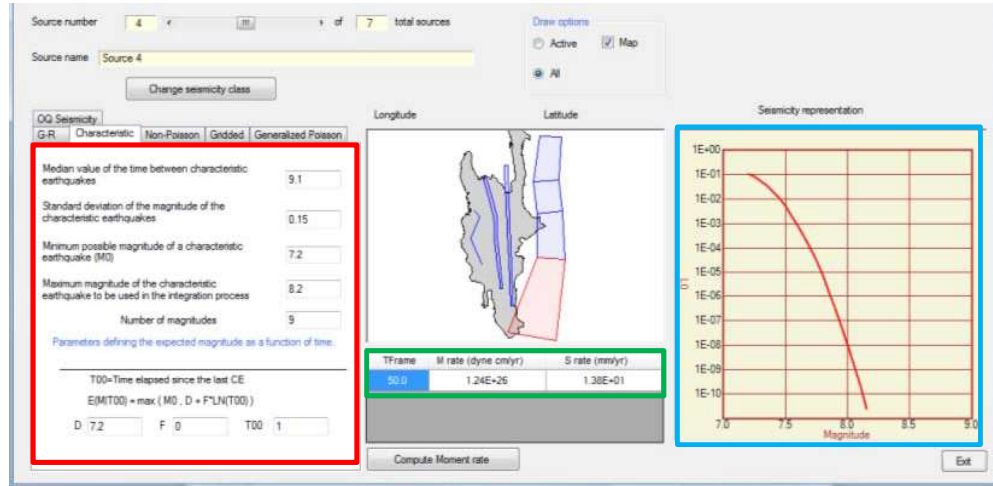 Source number 4 of 7 total sources
Draw options
Active Map
Source name Source 4
All
Change seismicity class
OQ Seismicity
G-R Characteristic Non-Poisson Gridded Generalized Poisson
Median value of the time between characteristic
earthquakes 9.1
Standard deviation of the magnitude of the
characteristic earthquakes 0.15
Minimum possible magnitude of a characteristic
earthquake (M0) 7.2
Maximum magnitude of the characteristic
earthquake to be used in the integration process 8.2
Number of magnitudes 9
Parameters defining the expected magnitude as a function of time.
T00=Time elapsed since the last CE
E(M|T00) = max ( M0 , D + F*LN(T00) )
D 7.2 F 0 T00 1
Longitude Latitude
TFrame M rate (dyne cm/yr) S rate (mm/yr)
50.0 1.24E+26 1.38E+01
Compute Moment rate
Seismicity representation
1E+00
1E-01
1E-02
1E-03
1E-04
1E-05
1E-06
1E-07
1E-08
1E-09
1E-10
7.0 7.5 8.0 8.5 9.0
Magnitude
Exit